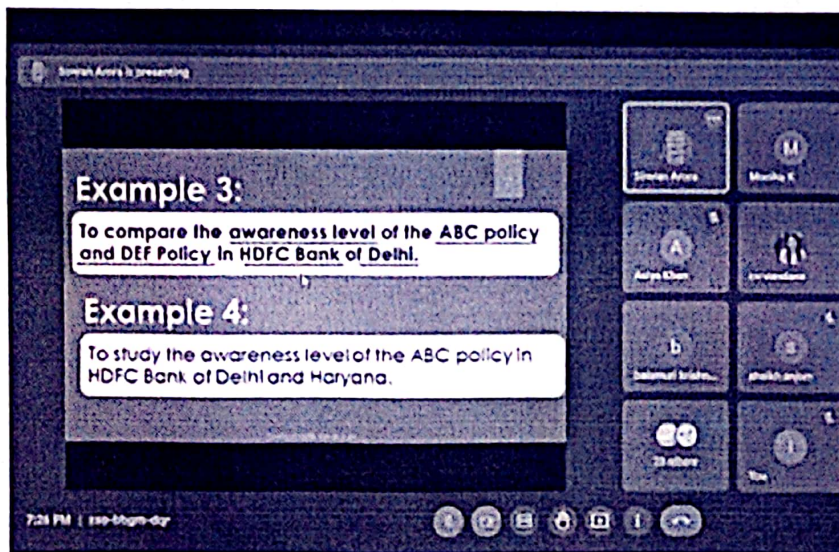 Simran Arora is presenting
Example 3:
To compare the awareness level of the ABC policy
and DEF Policy in HDFC Bank of Delhi.
Example 4:
To study the awareness level of the ABC policy in
HDFC Bank of Delhi and Haryana.
Simran Arora
M
Monika K
A
Khan
b
s
sheikh anjum
23 others
You
7:26 PM